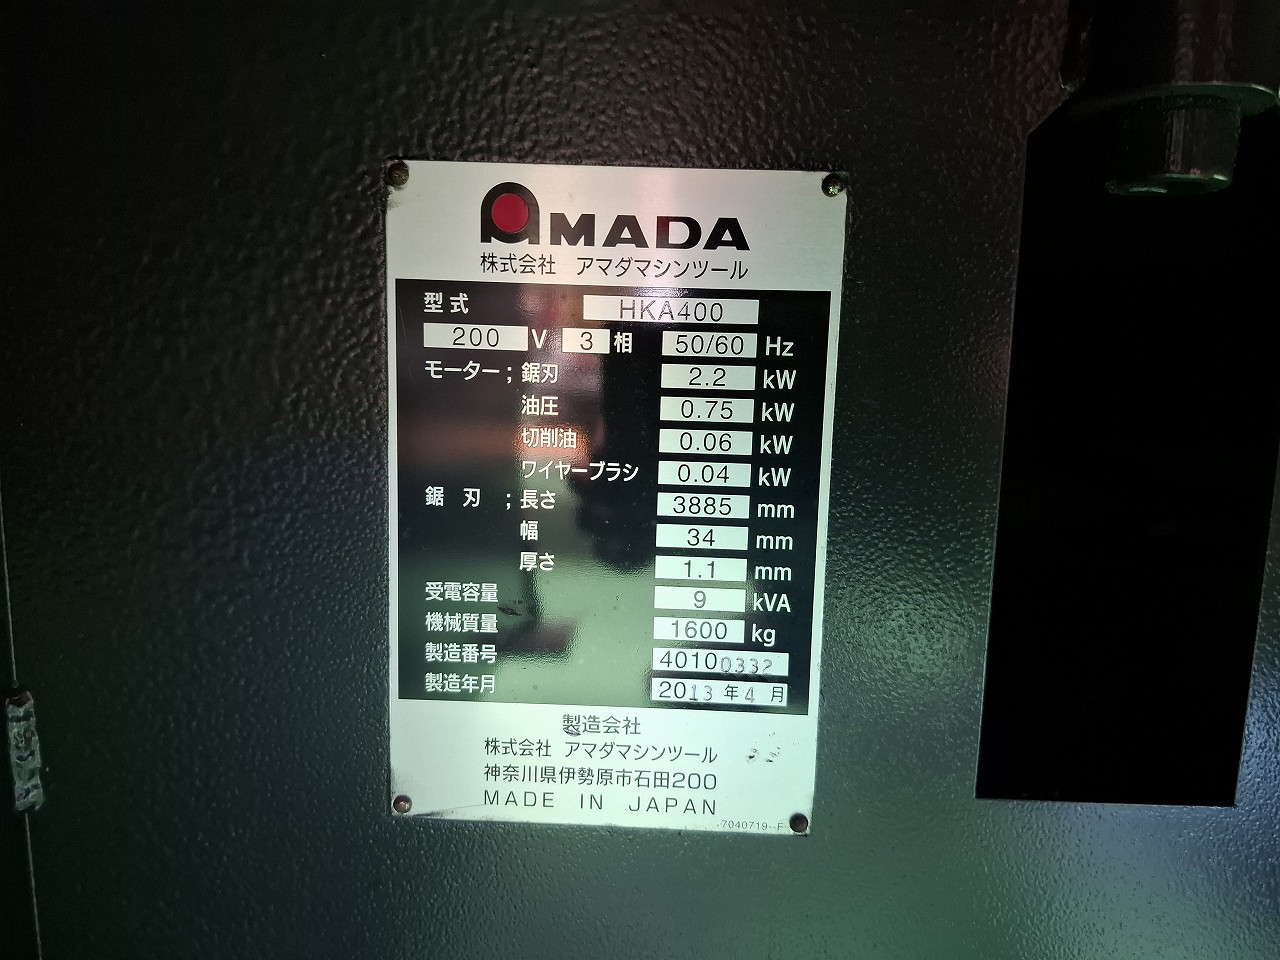 AMADA
株式会社 アマダマシンツール
型式 HKA400
200 V 3 相 50/60 Hz
モーター ; 鋸刃 2.2 kW
油圧 0.75 kW
切削油 0.06 kW
ワイヤーブラシ 0.04 kW
鋸刃 ; 長さ 3885 mm
幅 34 mm
厚さ 1.1 mm
受電容量 9 kVA
機械質量 1600 kg
製造番号 40100332
製造年月 2013 年 4 月
製造会社
株式会社 アマダマシンツール
神奈川県伊勢原市石田200
MADE IN JAPAN
-7040719--F